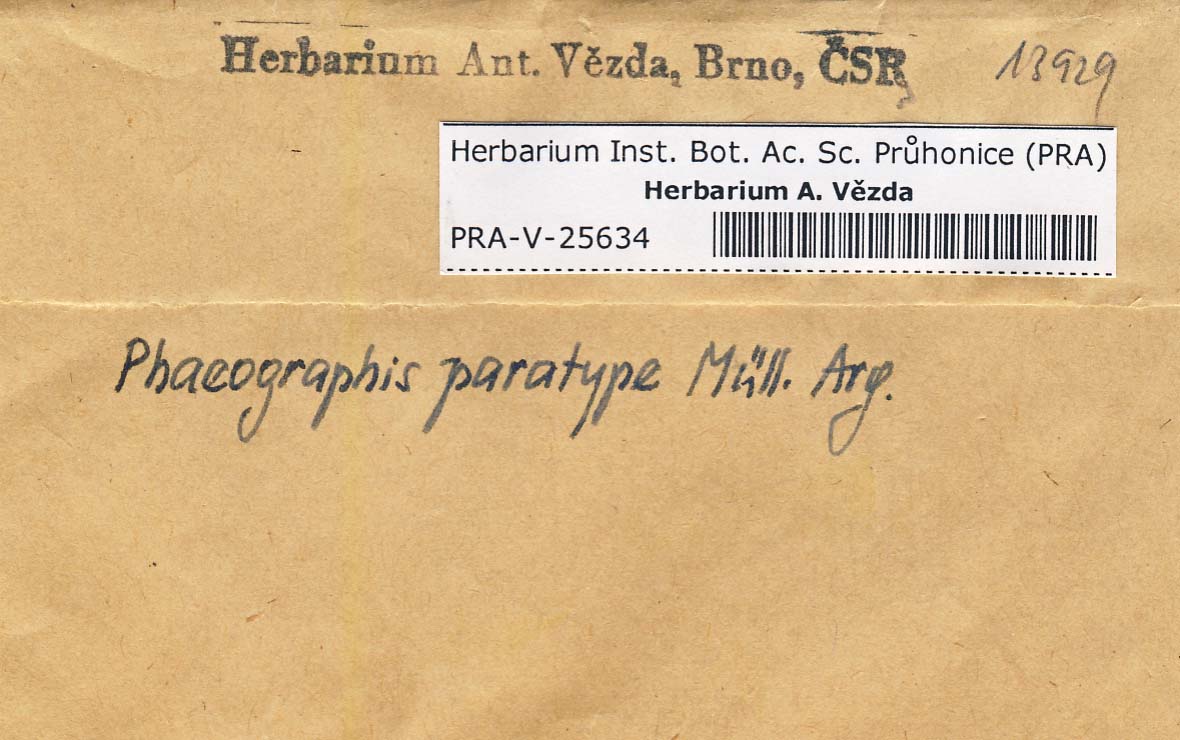 Herbarium Ant. Vězda, Brno, ČSR
13929
Herbarium Inst. Bot. Ac. Sc. Průhonice (PRA)
Herbarium A. Vězda
PRA-V-25634
Phaeographis paratype Müll. Arg.